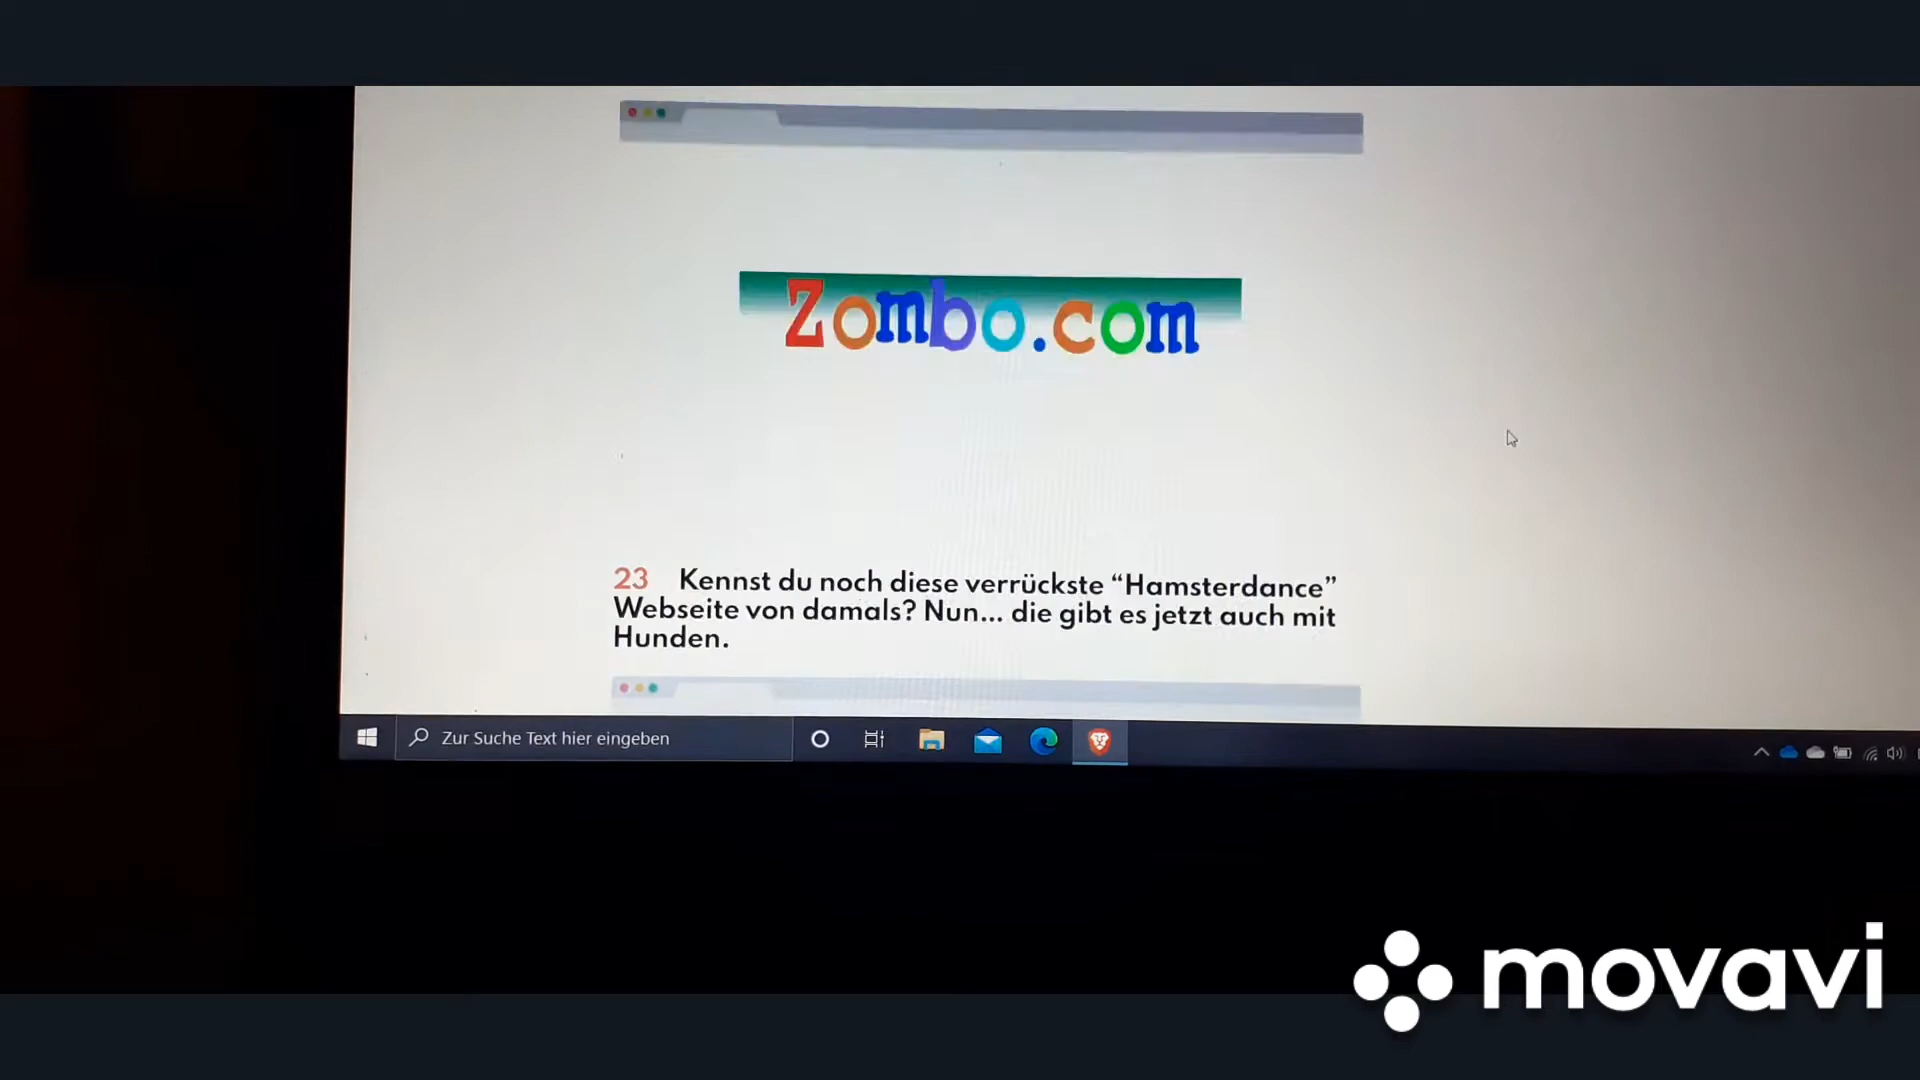 Zombo.com
23 Kennst du noch diese verrückste “Hamsterdance”
Webseite von damals? Nun... die gibt es jetzt auch mit
Hunden.
Zur Suche Text hier eingeben
movavi